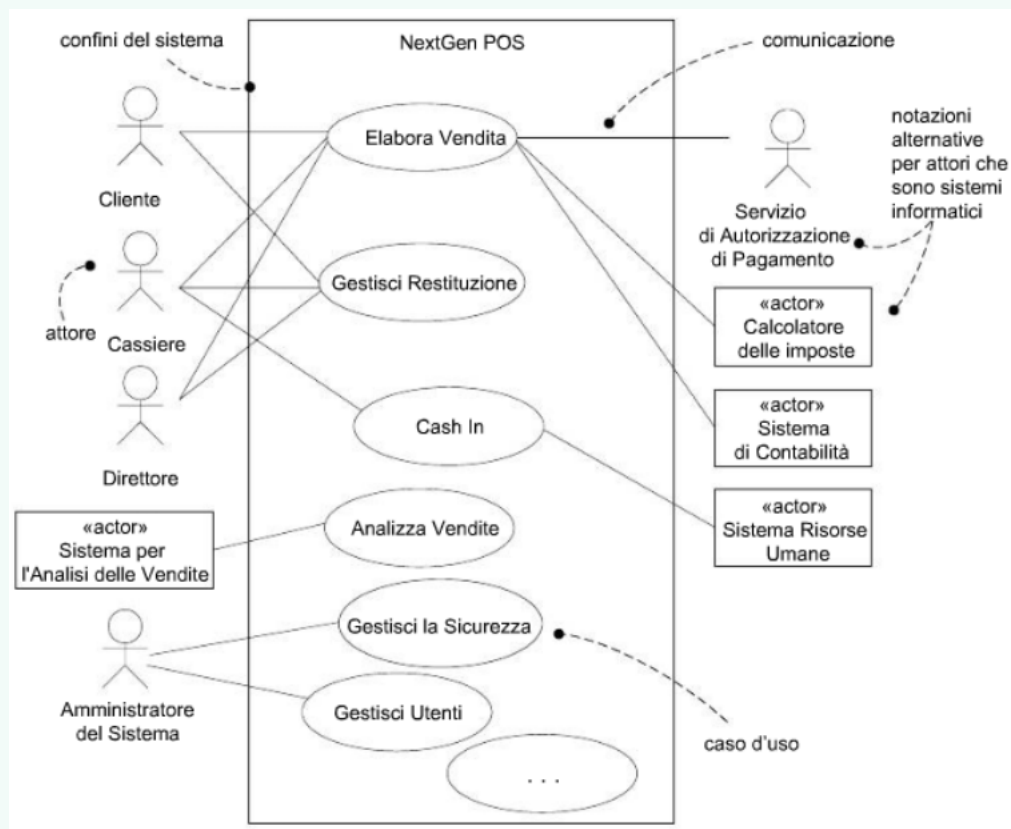 confini del sistema
NextGen POS
comunicazione
Cliente
Elabora Vendita
Servizio
di Autorizzazione
di Pagamento
notazioni
alternative
per attori che
sono sistemi
informatici
attore
Cassiere
Gestisci Restituzione
«actor»
Calcolatore
delle imposte
Direttore
Cash In
«actor»
Sistema
di Contabilità
«actor»
Sistema per
l'Analisi delle Vendite
Analizza Vendite
«actor»
Sistema Risorse
Umane
Amministratore
del Sistema
Gestisci la Sicurezza
Gestisci Utenti
caso d'uso
. . .